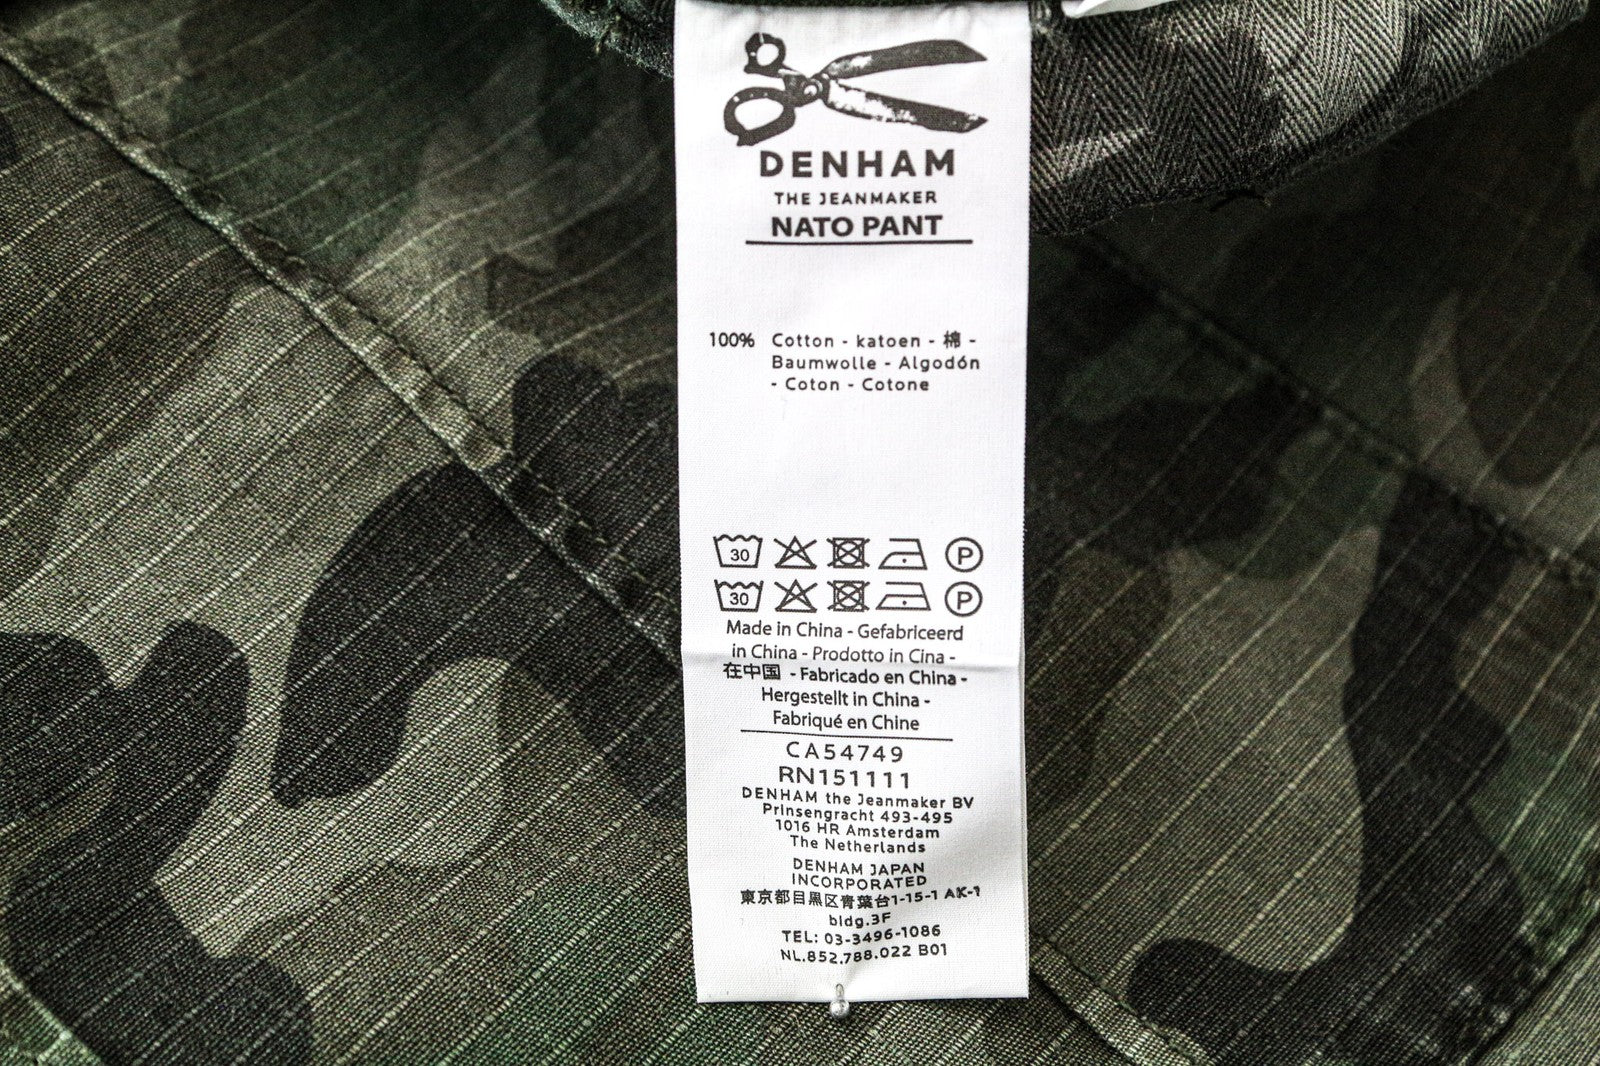 DENHAM
THE JEANMAKER
NATO PANT
100% Cotton - katoen - 棉 -
Baumwolle - Algodón
- Coton - Cotone
30 P
30 P
Made in China - Gefabriceerd
in China - Prodotto in Cina -
在中国 - Fabricado en China -
Hergestellt in China -
Fabriqué en Chine
CA54749
RN151111
DENHAM the Jeanmaker BV
Prinsengracht 493-495
1016 HR Amsterdam
The Netherlands
DENHAM JAPAN
INCORPORATED
東京都目黒区青葉台1-15-1 AK-1
bldg.3F
TEL: 03-3496-1086
NL.852.788.022 B01